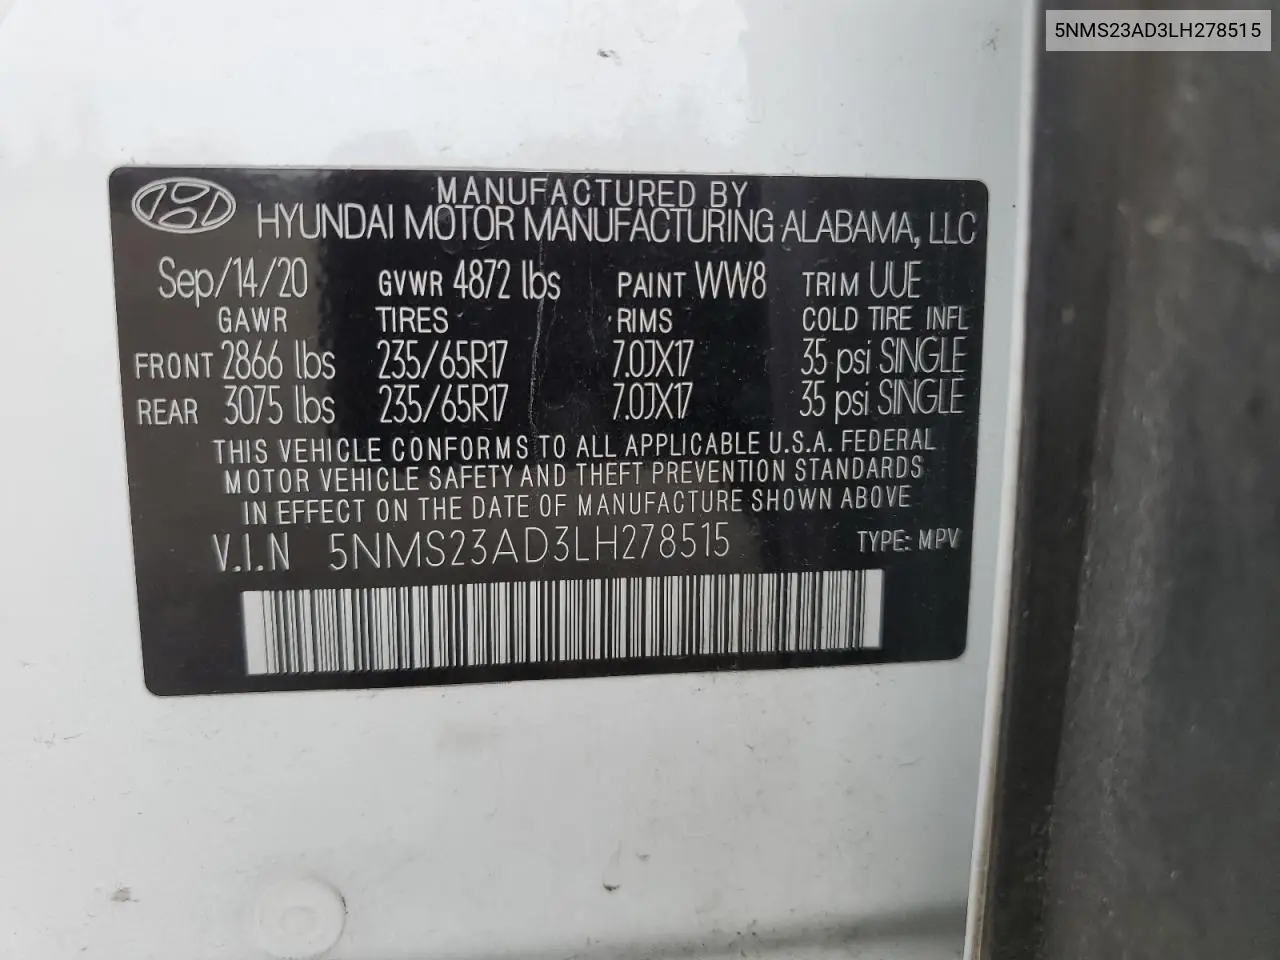 5NMS23AD3LH278515
MANUFACTURED BY
HYUNDAI MOTOR MANUFACTURING ALABAMA, LLC
Sep/14/20 GVWR 4872 lbs PAINT WW8 TRIM UUE
GAWR TIRES RIMS COLD TIRE INFL
FRONT 2866 lbs 235/65R17 7.0JX17 35 psi SINGLE
REAR 3075 lbs 235/65R17 7.0JX17 35 psi SINGLE
THIS VEHICLE CONFORMS TO ALL APPLICABLE U.S.A. FEDERAL
MOTOR VEHICLE SAFETY AND THEFT PREVENTION STANDARDS
IN EFFECT ON THE DATE OF MANUFACTURE SHOWN ABOVE
V.I.N 5NMS23AD3LH278515 TYPE: MPV